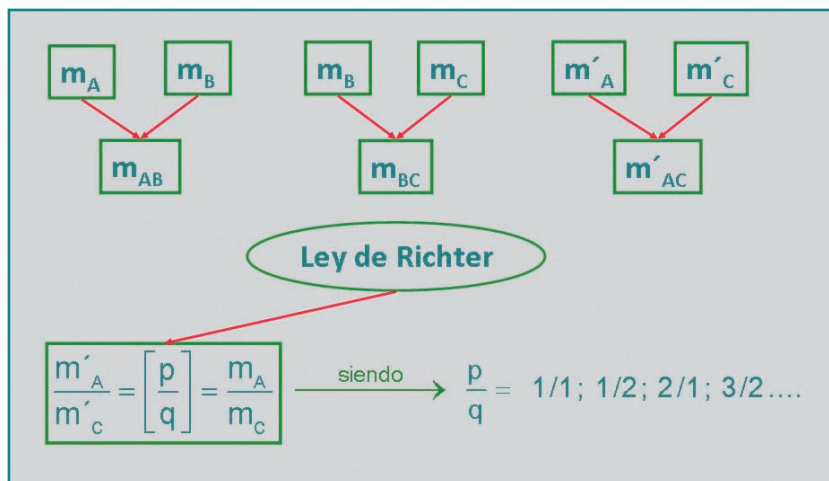 m_A m_B m_B m_C m´_A m´_C
m_AB m_BC m´_AC
Ley de Richter
m´_A / m´_C = [p / q] = m_A / m_C siendo p / q = 1/1; 1/2; 2/1; 3/2....